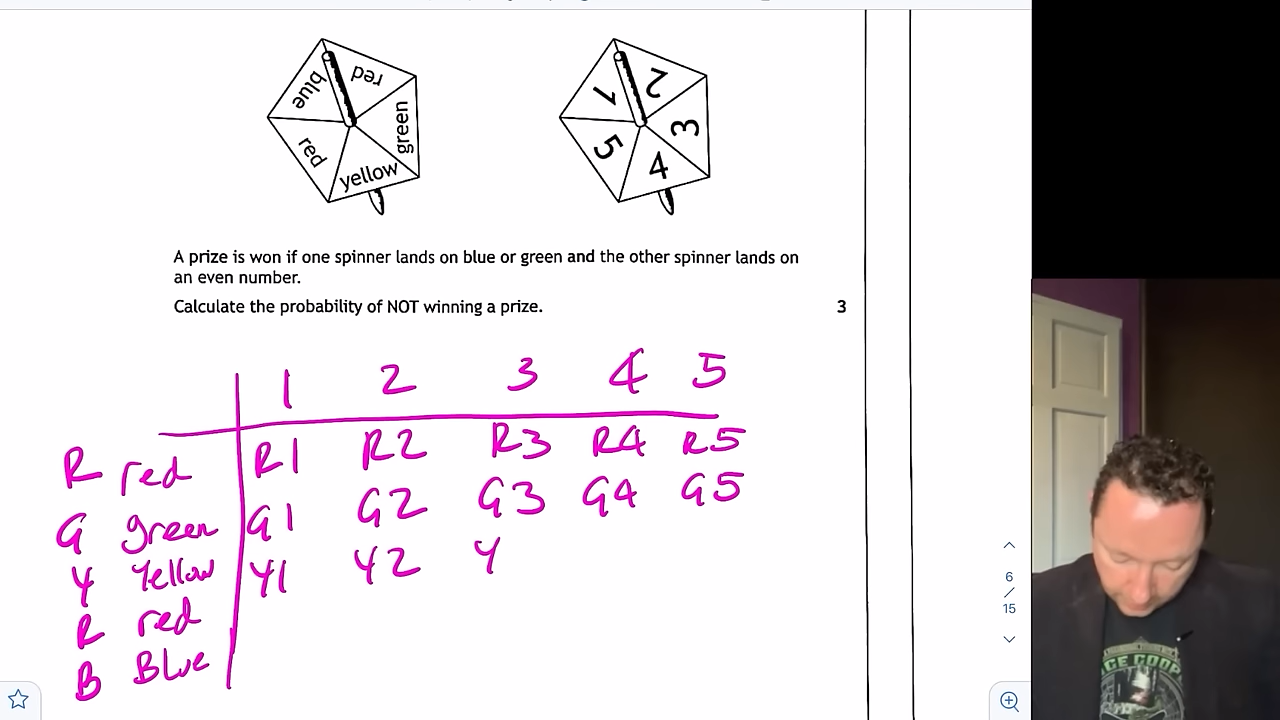 blue
red
green
yellow
red
1
2
3
4
5
A prize is won if one spinner lands on blue or green and the other spinner lands on
an even number.
Calculate the probability of NOT winning a prize.
3
1 2 3 4 5
R red R1 R2 R3 R4 R5
G green G1 G2 G3 G4 G5
Y Yellow Y1 Y2 Y
R red
B Blue
6
/
15